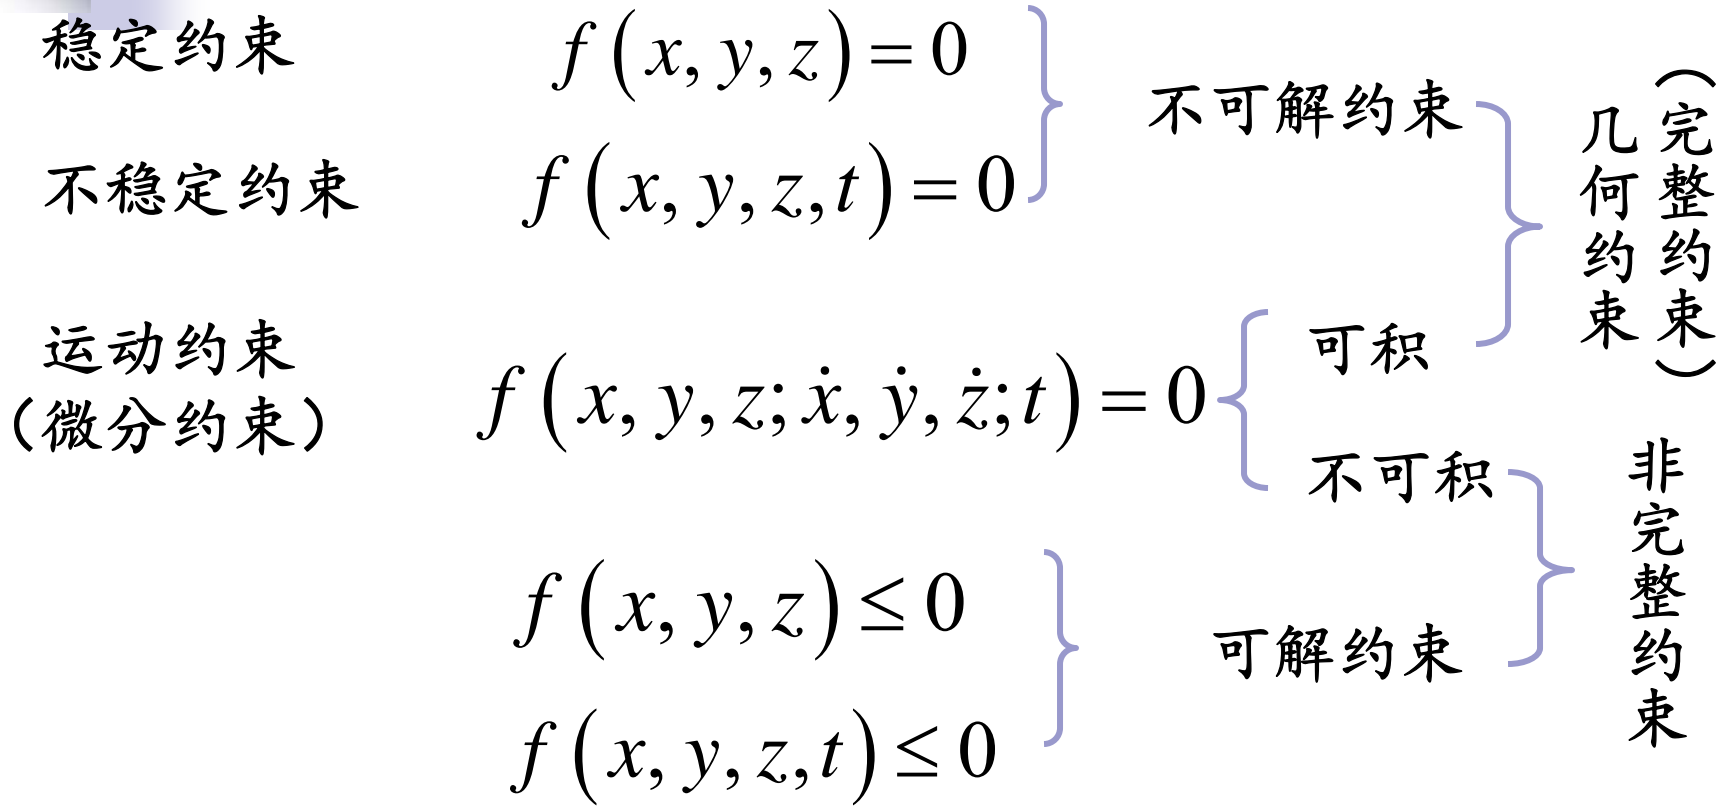 稳定约束 f(x, y, z) = 0
不可解约束
不稳定约束 f(x, y, z, t) = 0
几何约束
(完整约束)
运动约束
(微分约束)
f(x, y, z; ẋ, ẏ, ż; t) = 0
可积
不可积
f(x, y, z) ≤ 0
可解约束
f(x, y, z, t) ≤ 0
非完整约束